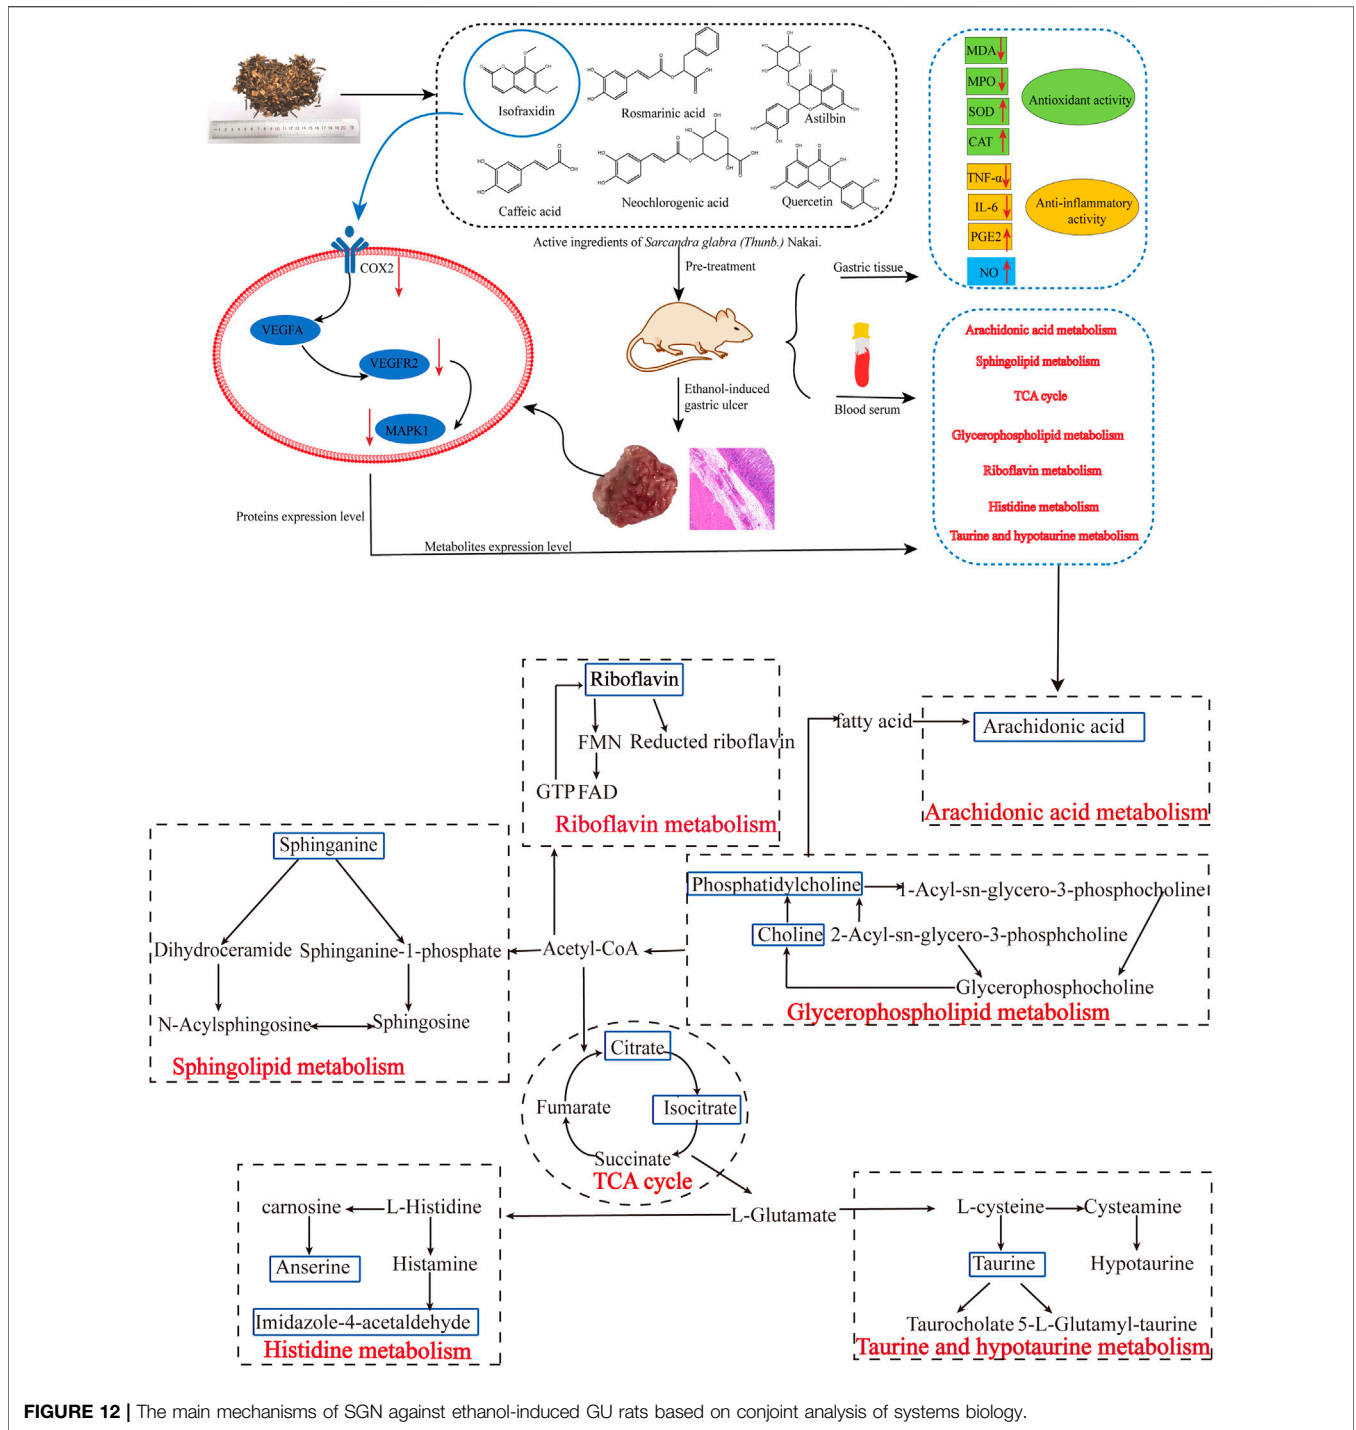 Isofraxidin
Rosmarinic acid
Astilbin
Caffeic acid
Neochlorogenic acid
Quercetin
Active ingredients of Sarcandra glabra (Thunb.) Nakai.
MDA
MPO
SOD
CAT
Antioxidant activity
TNF-α
IL-6
PGE2
NO
Anti-inflammatory
activity
Pre-treatment
Gastric tissue
Blood serum
Ethanol-induced
gastric ulcer
COX2
VEGFA
VEGFR2
MAPK1
Proteins expression level
Metabolites expression level
Arachidonic acid metabolism
Sphingolipid metabolism
TCA cycle
Glycerophospholipid metabolism
Riboflavin metabolism
Histidine metabolism
Taurine and hypotaurine metabolism
Riboflavin
FMN Reducted riboflavin
GTP FAD
Riboflavin metabolism
fatty acid
Arachidonic acid
Arachidonic acid metabolism
Sphinganine
Dihydroceramide Sphinganine-1-phosphate
N-Acylsphingosine Sphingosine
Sphingolipid metabolism
Acetyl-CoA
Phosphatidylcholine
1-Acyl-sn-glycero-3-phosphocholine
Choline 2-Acyl-sn-glycero-3-phosphcholine
Glycerophosphocholine
Glycerophospholipid metabolism
Citrate
Fumarate
Isocitrate
Succinate
TCA cycle
L-Glutamate
carnosine L-Histidine
Anserine Histamine
Imidazole-4-acetaldehyde
Histidine metabolism
L-cysteine Cysteamine
Taurine Hypotaurine
Taurocholate 5-L-Glutamyl-taurine
Taurine and hypotaurine metabolism
FIGURE 12 | The main mechanisms of SGN against ethanol-induced GU rats based on conjoint analysis of systems biology.